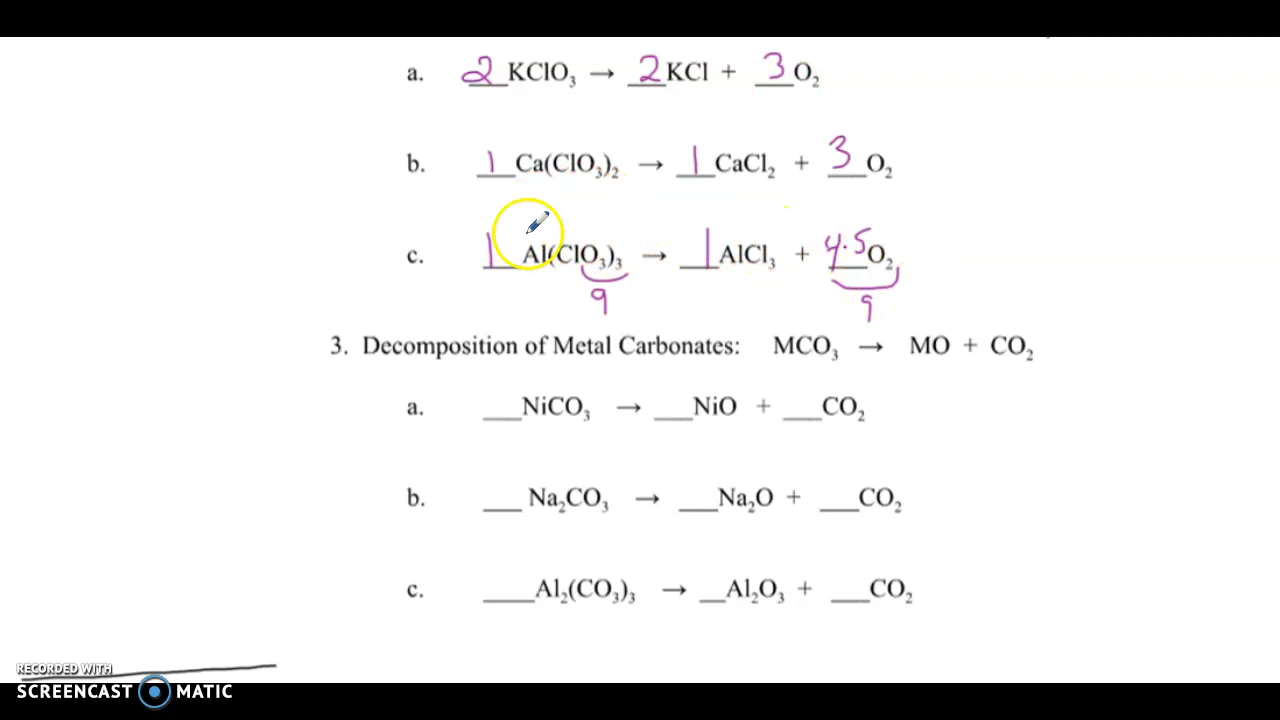 a. 2 KClO₃ → 2 KCl + 3 O₂
b. 1 Ca(ClO₃)₂ → 1 CaCl₂ + 3 O₂
c. 1 Al(ClO₃)₃ → 1 AlCl₃ + 4.5 O₂
9 9
3. Decomposition of Metal Carbonates: MCO₃ → MO + CO₂
a. ___NiCO₃ → ___NiO + ___CO₂
b. ___ Na₂CO₃ → ___Na₂O + ___CO₂
c. ____Al₂(CO₃)₃ → __Al₂O₃ + ___CO₂
RECORDED WITH
SCREENCAST MATIC